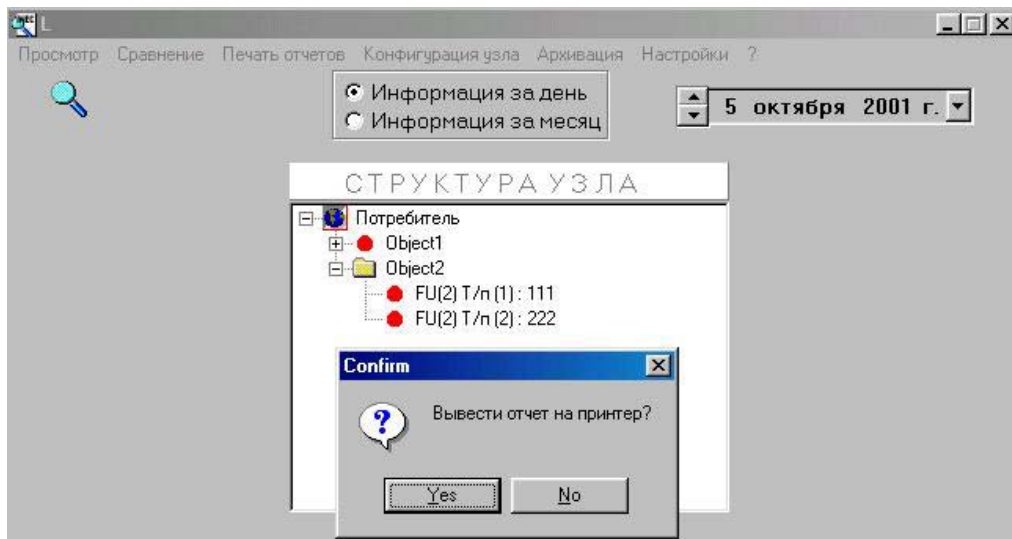 L
Просмотр Сравнение Печать отчетов Конфигурация узла Архивация Настройки ?
Информация за день
Информация за месяц
5 октября 2001 г.
СТРУКТУРА УЗЛА
Потребитель
Object1
Object2
FU(2) Т/п (1) : 111
FU(2) Т/п (2) : 222
Confirm
Вывести отчет на принтер?
Yes No